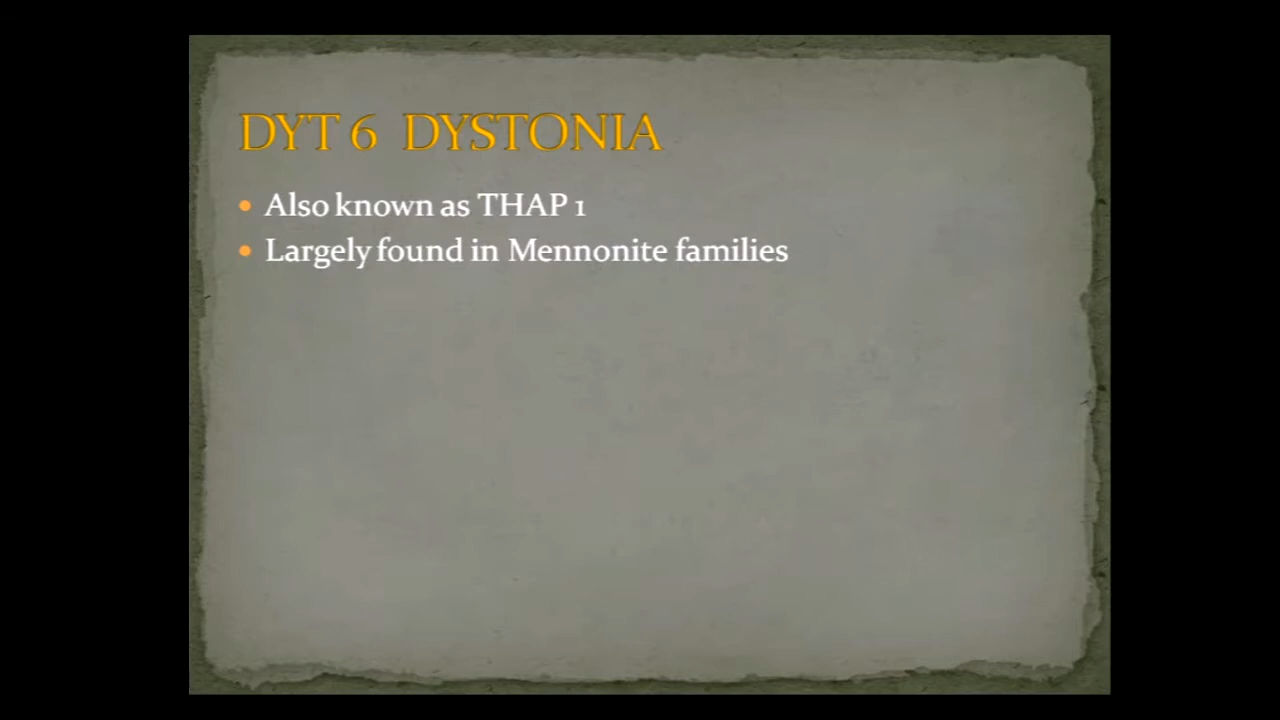 DYT 6 DYSTONIA
• Also known as THAP 1
• Largely found in Mennonite families